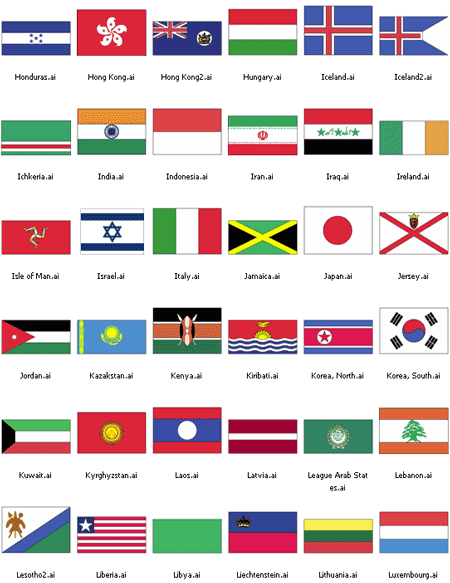 Honduras.ai
Hong Kong.ai
Hong Kong2.ai
Hungary.ai
Iceland.ai
Iceland2.ai
Ichkeria.ai
India.ai
Indonesia.ai
Iran.ai
Iraq.ai
Ireland.ai
Isle of Man.ai
Israel.ai
Italy.ai
Jamaica.ai
Japan.ai
Jersey.ai
Jordan.ai
Kazakstan.ai
Kenya.ai
Kiribati.ai
Korea, North.ai
Korea, South.ai
Kuwait.ai
Kyrghyzstan.ai
Laos.ai
Latvia.ai
League Arab Stat
es.ai
Lebanon.ai
Lesotho2.ai
Liberia.ai
Libya.ai
Liechtenstein.ai
Lithuania.ai
Luxembourg.ai